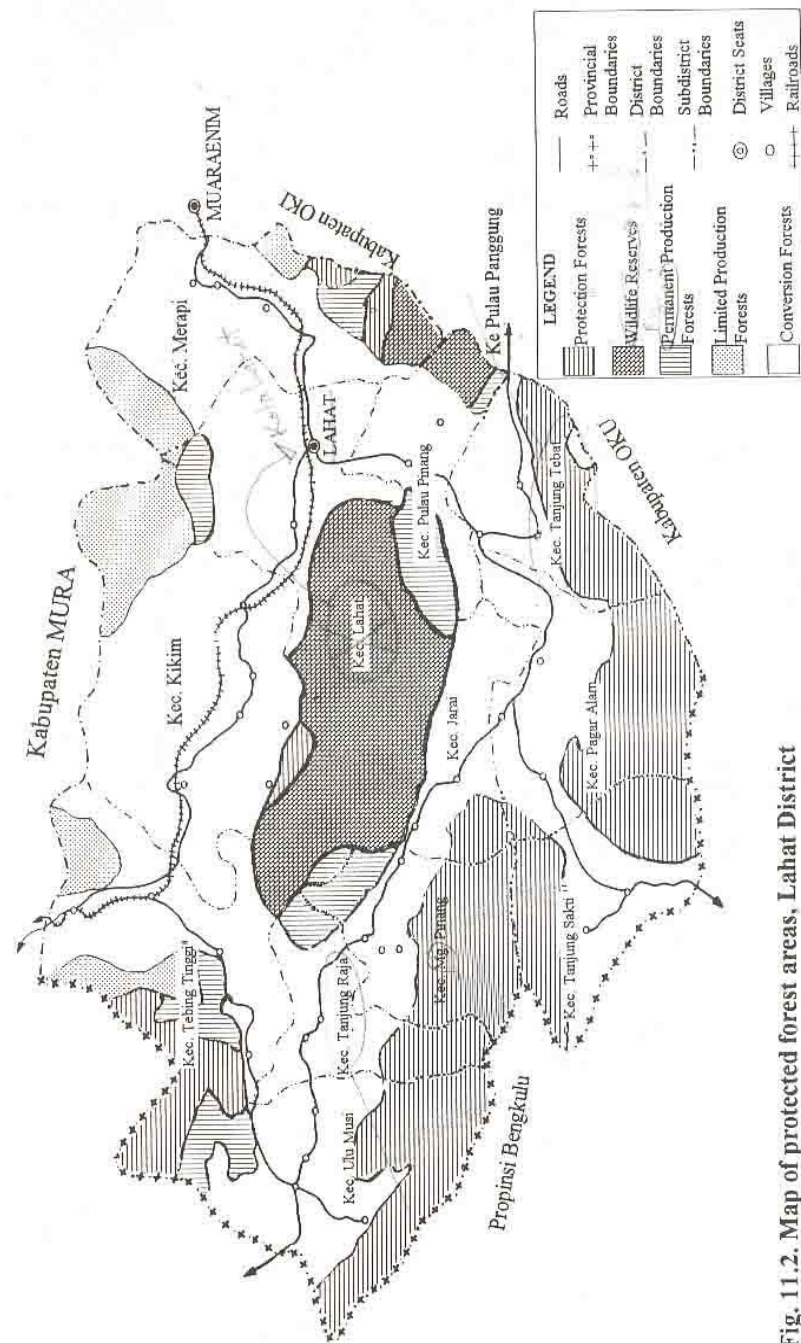 Kabupaten MURA
Kec. Merapi
MUARAENIM
Kabupaten OKI
Kec. Kikim
LAHAT
Kota Lahat
Kec. Tebing Tinggi
Kec. Lahat
Kec. Pulau Pinang
Ke Pulau Panggung
Kec. Tanjung Raja
Kec. Jarai
Kec. Ulu Musi
Kec. Mg. Pinang
Kec. Tanjung Tebat
Kabupaten OKU
Kec. Pagar Alam
Kec. Tanjung Sakti
Propinsi Bengkulu
LEGEND
Protection Forests
Wildlife Reserves
Permanent Production
Forests
Limited Production
Forests
Conversion Forests
Roads
Provincial
Boundaries
District
Boundaries
Subdistrict
Boundaries
District Seats
Villages
Railroads
Fig. 11.2. Map of protected forest areas, Lahat District